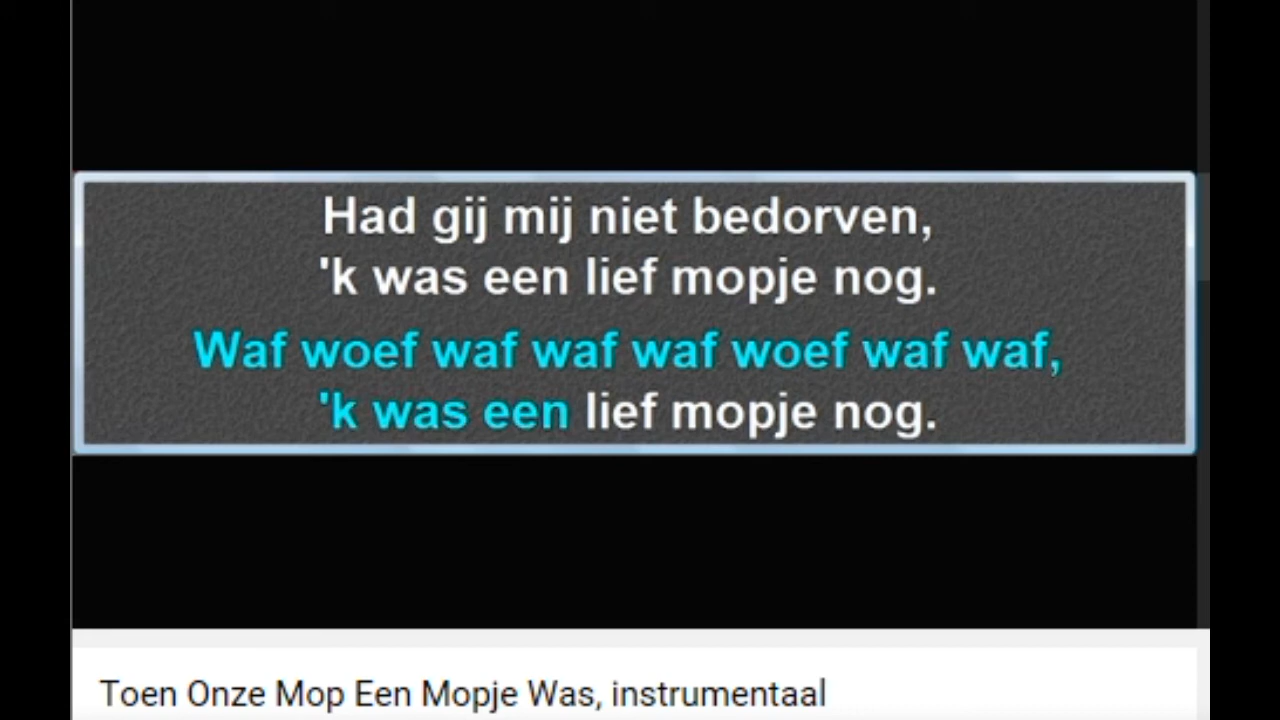 Had gij mij niet bedorven,
'k was een lief mopje nog.
Waf woef waf waf waf woef waf waf,
'k was een lief mopje nog.
Toen Onze Mop Een Mopje Was, instrumentaal